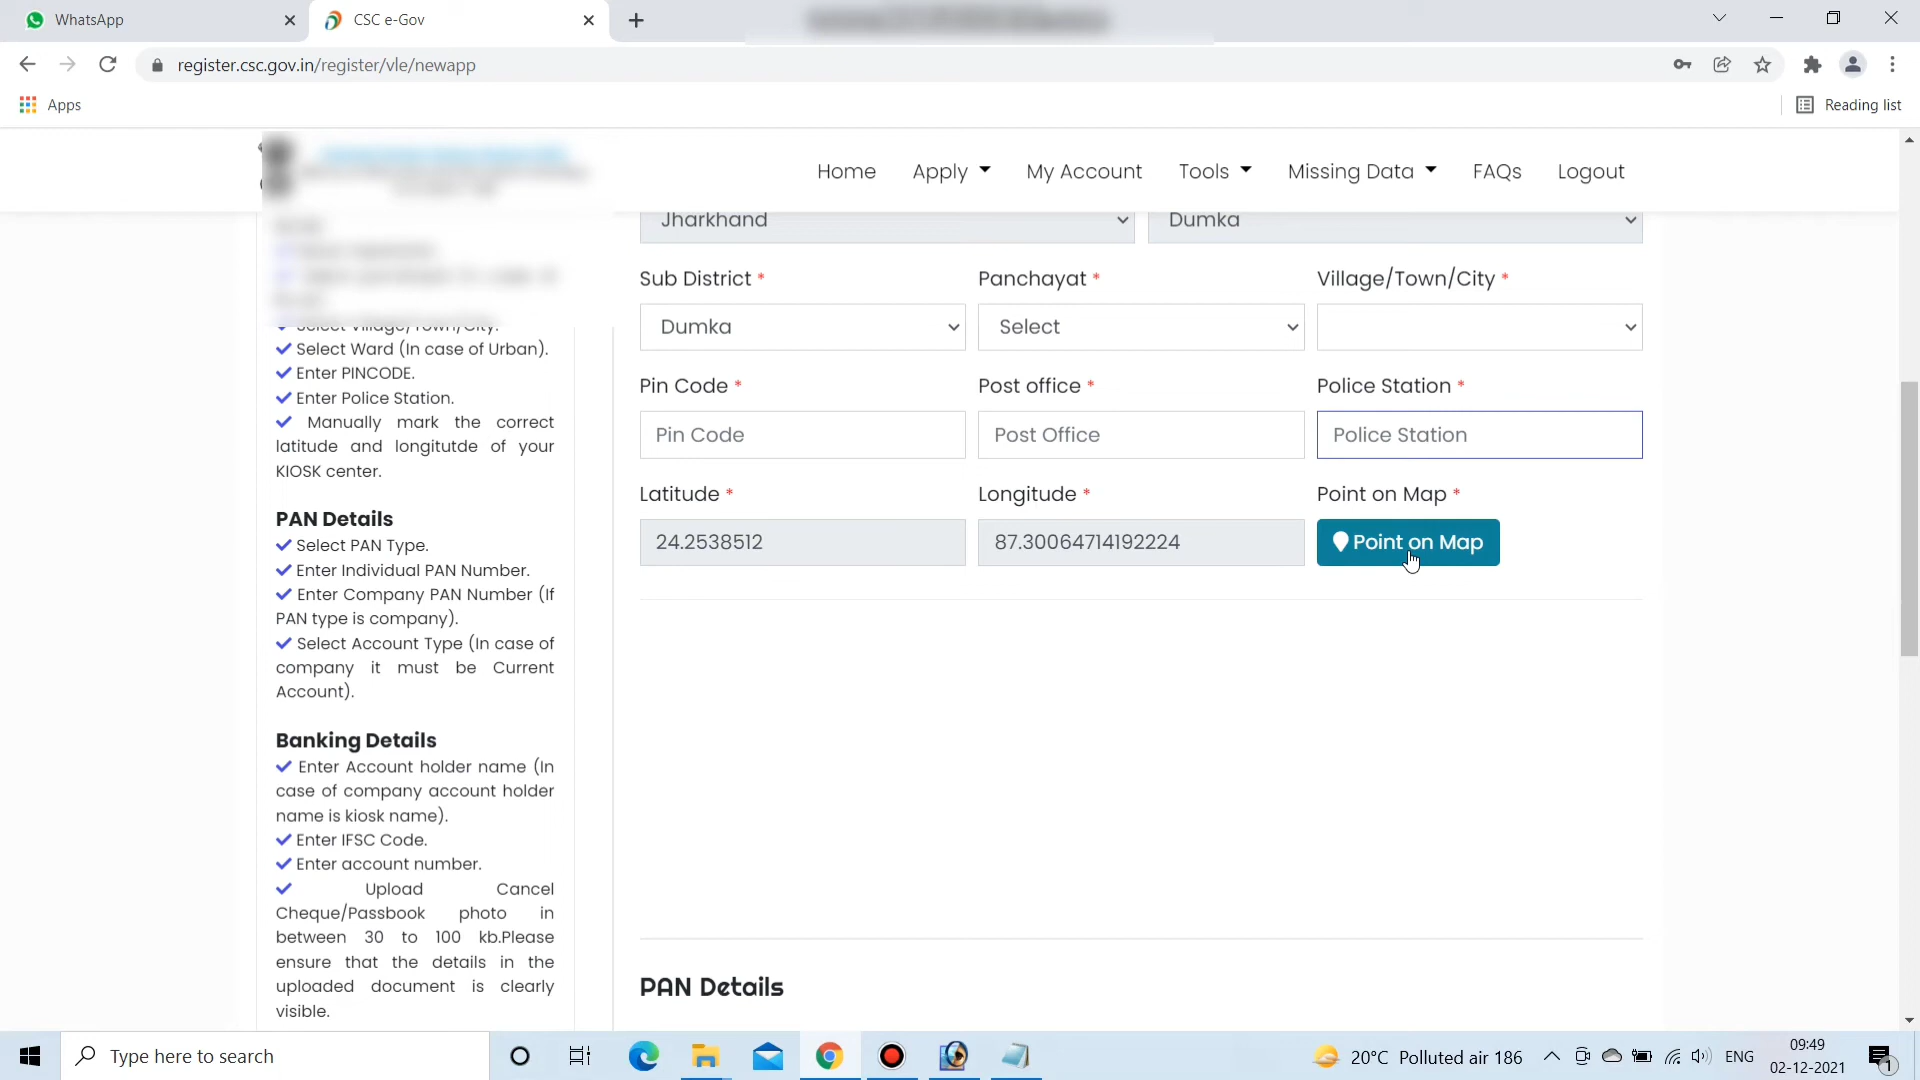 WhatsApp
CSC e-Gov
register.csc.gov.in/register/vle/newapp
Apps
Reading list
Home
Apply
My Account
Tools
Missing Data
FAQs
Logout
Select Village/Town/City.
Select Ward (In case of Urban).
Enter PINCODE.
Enter Police Station.
Manually mark the correct
latitude and longitutde of your
KIOSK center.
PAN Details
Select PAN Type.
Enter Individual PAN Number.
Enter Company PAN Number (If
PAN type is company).
Select Account Type (In case of
company it must be Current
Account).
Banking Details
Enter Account holder name (In
case of company account holder
name is kiosk name).
Enter IFSC Code.
Enter account number.
Upload Cancel
Cheque/Passbook photo in
between 30 to 100 kb.Please
ensure that the details in the
uploaded document is clearly
visible.
Jharkhand
Dumka
Sub District *
Panchayat *
Village/Town/City *
Dumka
Select
Pin Code *
Post office *
Police Station *
Pin Code
Post Office
Police Station
Latitude *
Longitude *
Point on Map *
24.2538512
87.30064714192224
Point on Map
PAN Details
Type here to search
20°C Polluted air 186
ENG
09:49
02-12-2021
1